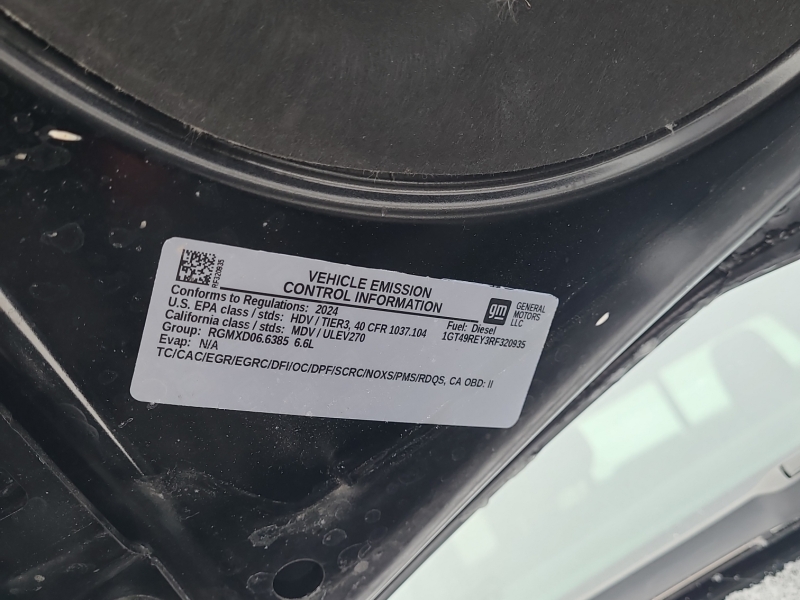 RF320935
VEHICLE EMISSION
CONTROL INFORMATION
gm
GENERAL
MOTORS
LLC
Conforms to Regulations: 2024
Fuel: Diesel
U.S. EPA class / stds: HDV / TIER3, 40 CFR 1037.104
1GT49REY3RF320935
California class / stds: MDV / ULEV270
Group: RGMXD06.6385 6.6L
Evap: N/A
TC/CAC/EGR/EGRC/DFI/OC/DPF/SCRC/NOXS/PMS/RDQS, CA OBD: II